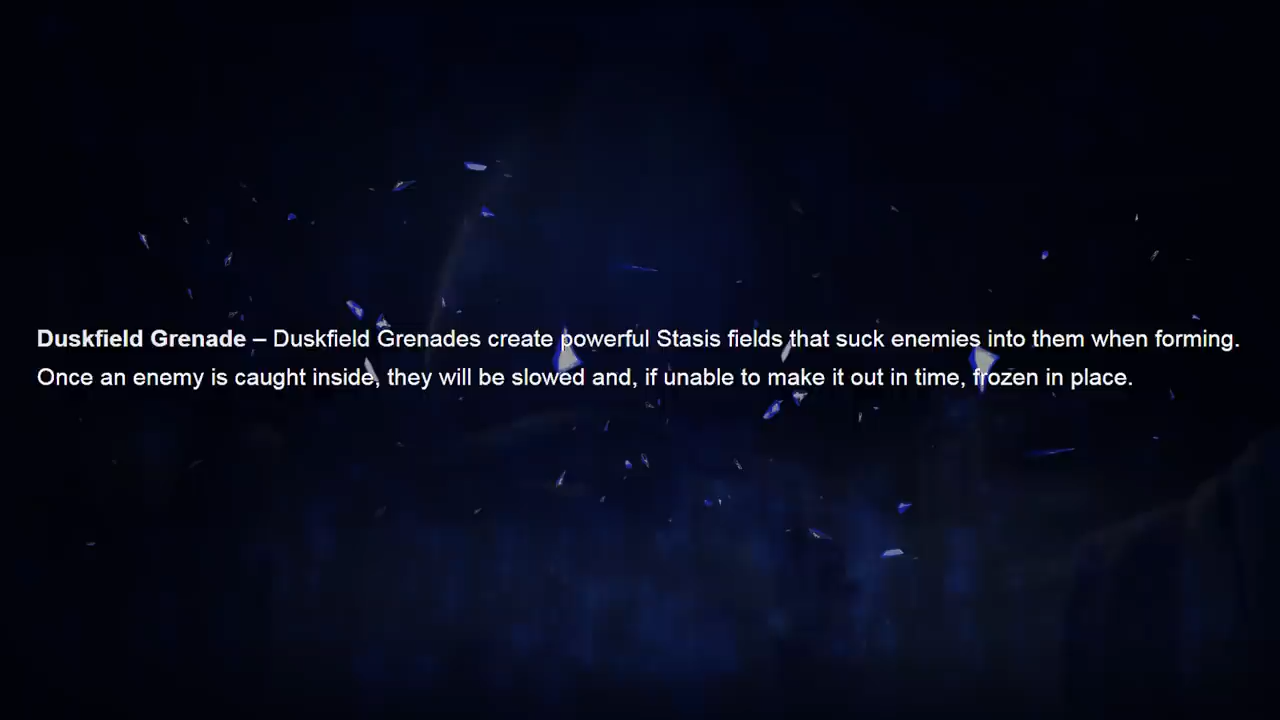 Duskfield Grenade – Duskfield Grenades create powerful Stasis fields that suck enemies into them when forming.
Once an enemy is caught inside, they will be slowed and, if unable to make it out in time, frozen in place.